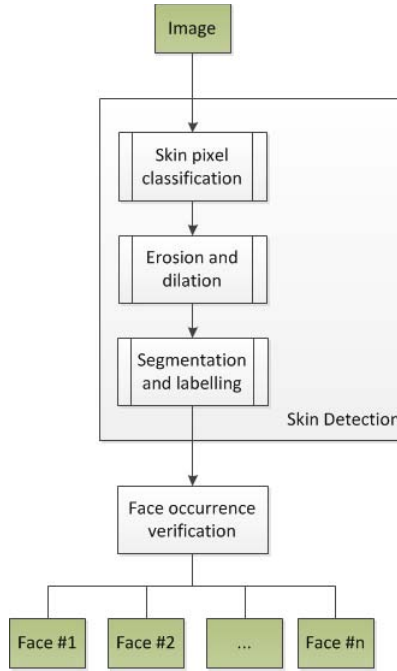 Image
Skin pixel
classification
Erosion and
dilation
Segmentation
and labelling
Skin Detection
Face occurrence
verification
Face #1
Face #2
...
Face #n